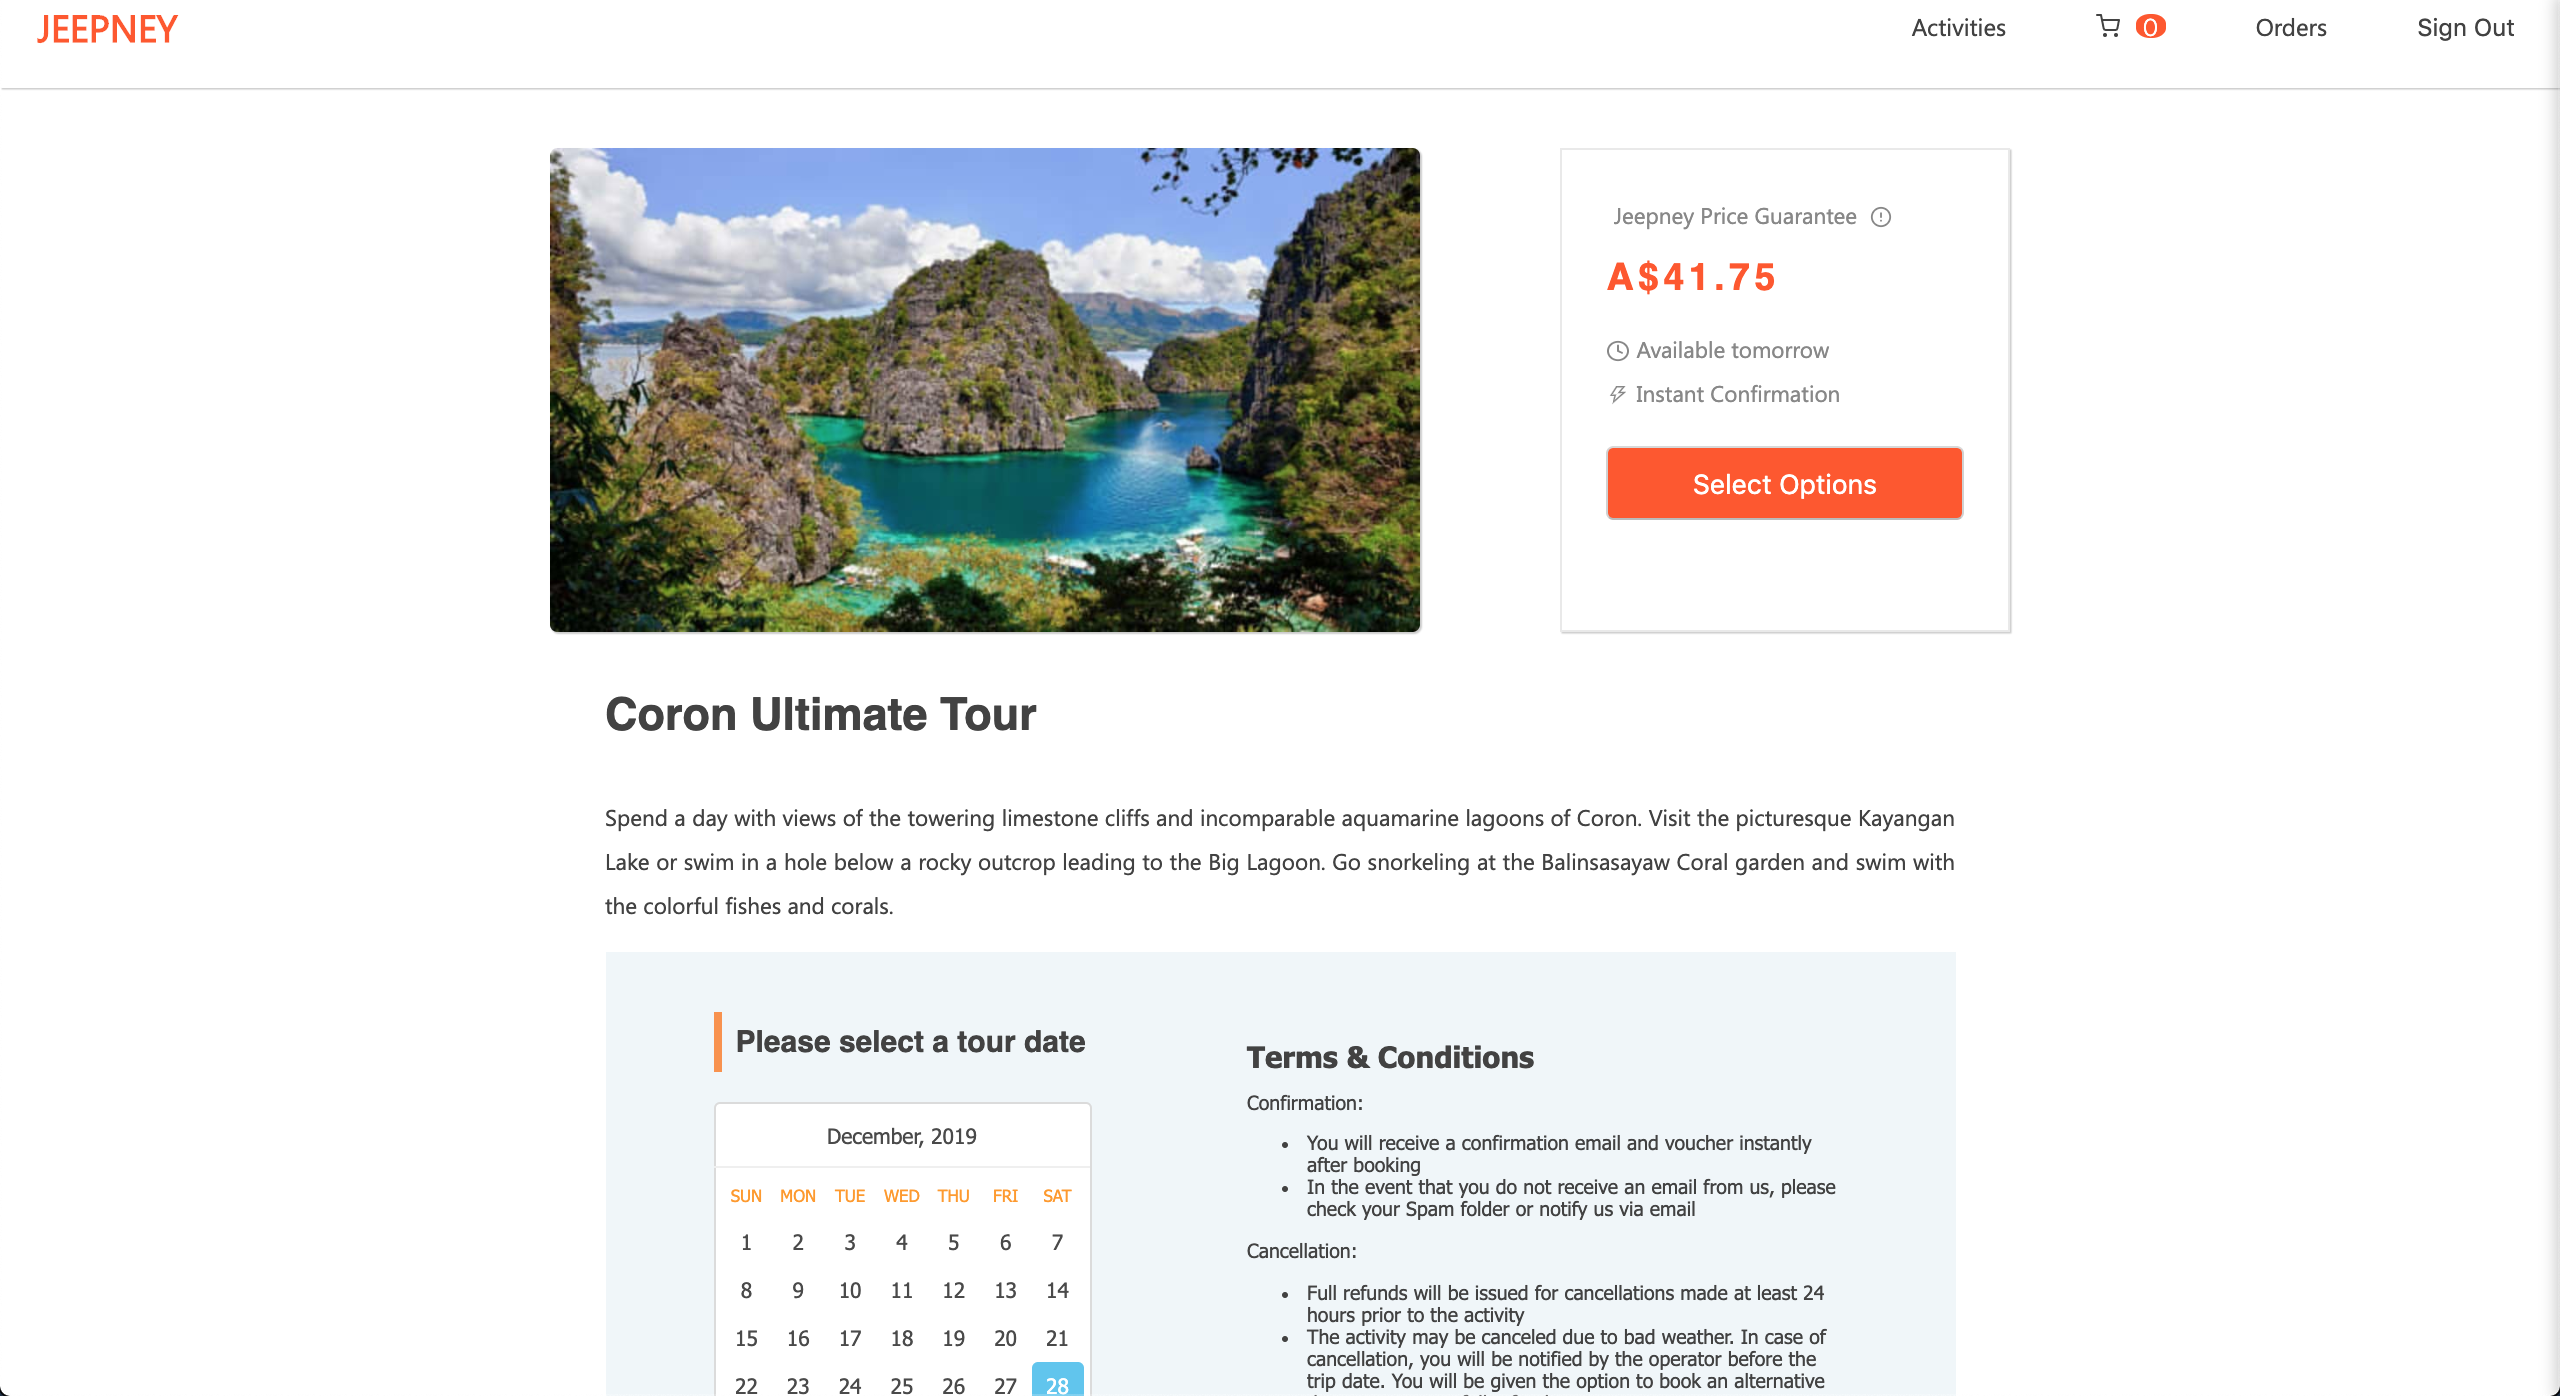 JEEPNEY
Activities 0 Orders Sign Out
Jeepney Price Guarantee
A$41.75
Available tomorrow
Instant Confirmation
Select Options
Coron Ultimate Tour
Spend a day with views of the towering limestone cliffs and incomparable aquamarine lagoons of Coron. Visit the picturesque Kayangan
Lake or swim in a hole below a rocky outcrop leading to the Big Lagoon. Go snorkeling at the Balinsasayaw Coral garden and swim with
the colorful fishes and corals.
Please select a tour date
December, 2019
SUN MON TUE WED THU FRI SAT
1 2 3 4 5 6 7
8 9 10 11 12 13 14
15 16 17 18 19 20 21
22 23 24 25 26 27 28
Terms & Conditions
Confirmation:
• You will receive a confirmation email and voucher instantly
after booking
• In the event that you do not receive an email from us, please
check your Spam folder or notify us via email
Cancellation:
• Full refunds will be issued for cancellations made at least 24
hours prior to the activity
• The activity may be canceled due to bad weather. In case of
cancellation, you will be notified by the operator before the
trip date. You will be given the option to book an alternative